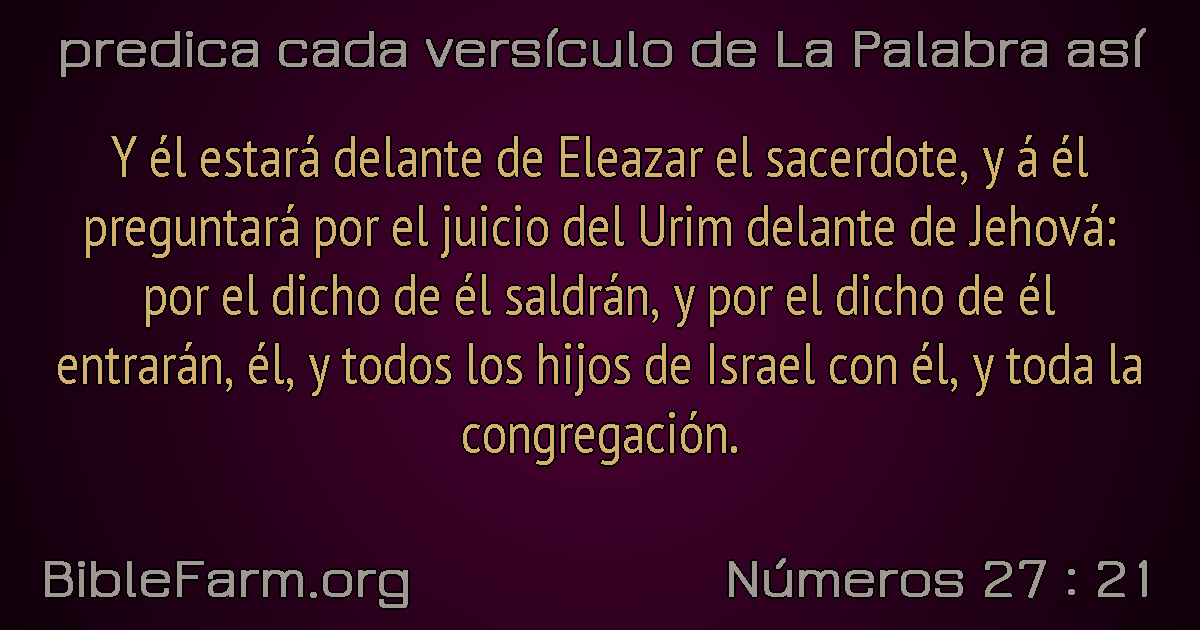 predica cada versículo de La Palabra así
Y él estará delante de Eleazar el sacerdote, y á él
preguntará por el juicio del Urim delante de Jehová:
por el dicho de él saldrán, y por el dicho de él
entrarán, él, y todos los hijos de Israel con él, y toda la
congregación.
BibleFarm.org
Números 27 : 21